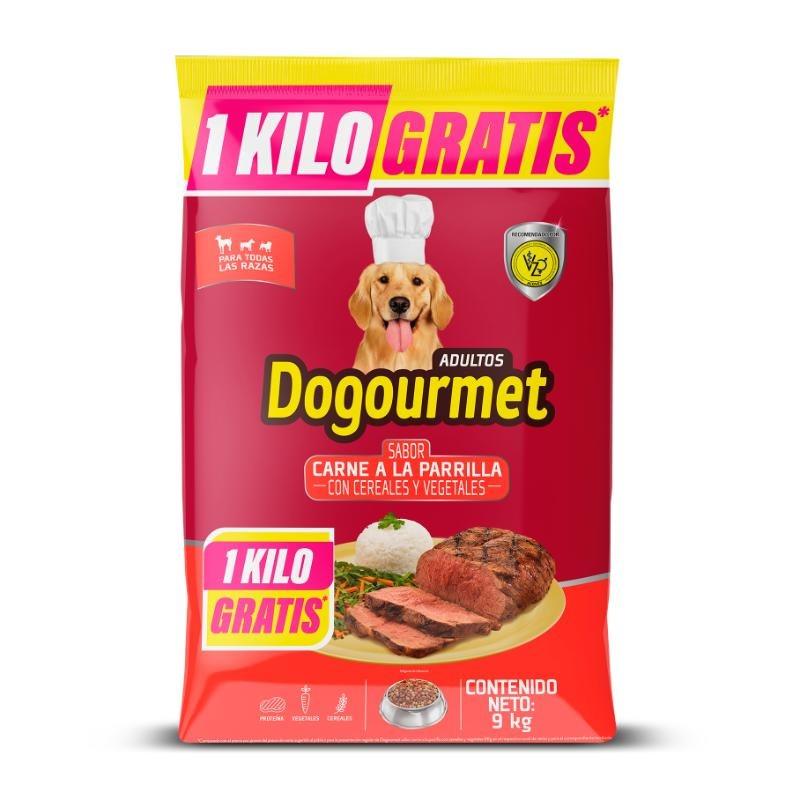 1 KILO GRATIS*
PARA TODAS
LAS RAZAS
RECOMENDADO POR
VZ
ADULTOS
Dogourmet
SABOR
CARNE A LA PARRILLA
CON CEREALES Y VEGETALES
1 KILO
GRATIS*
PROTEÍNA VEGETALES CEREALES
CONTENIDO
NETO:
9 kg